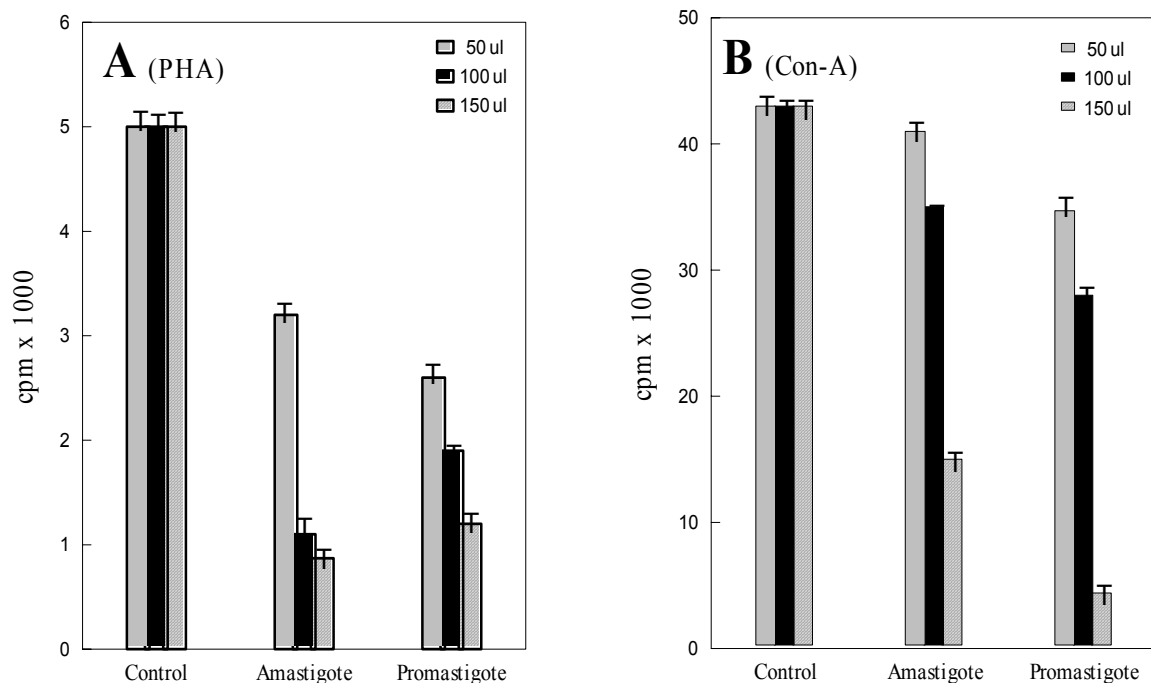 A (PHA)
50 ul
100 ul
150 ul
6
5
4
3
2
1
0
cpm x 1000
Control Amastigote Promastigote
B (Con-A)
50 ul
100 ul
150 ul
50
40
30
20
10
0
cpm x 1000
Control Amastigote Promastigote